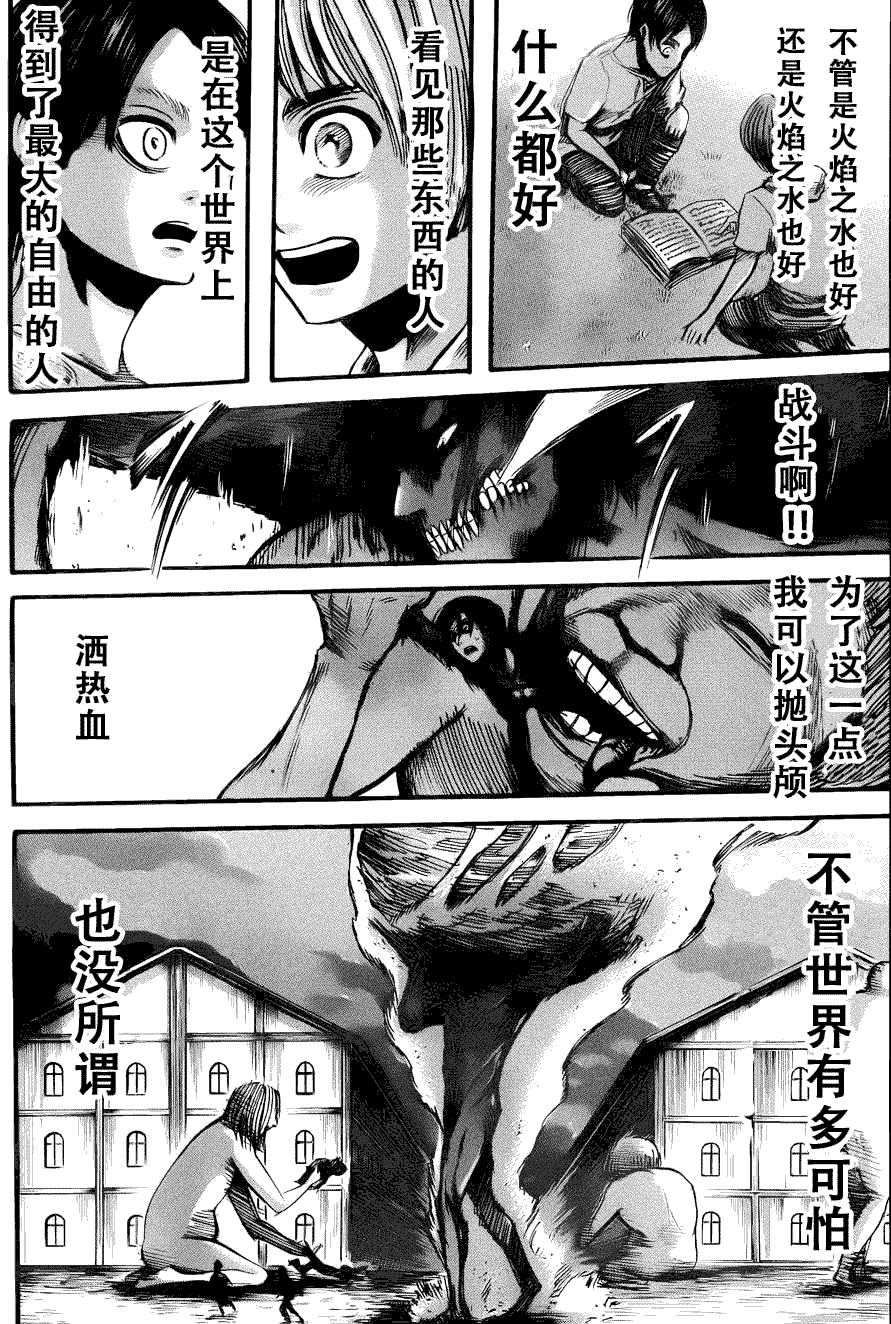 不管是火焰之水也好
还是火焰之水也好
什么都好
看见那些东西的人
是在这个世界上
得到了最大的自由的人
战斗啊!!
为了这一点
我可以抛头颅
洒热血
不管世界有多可怕
也没所谓